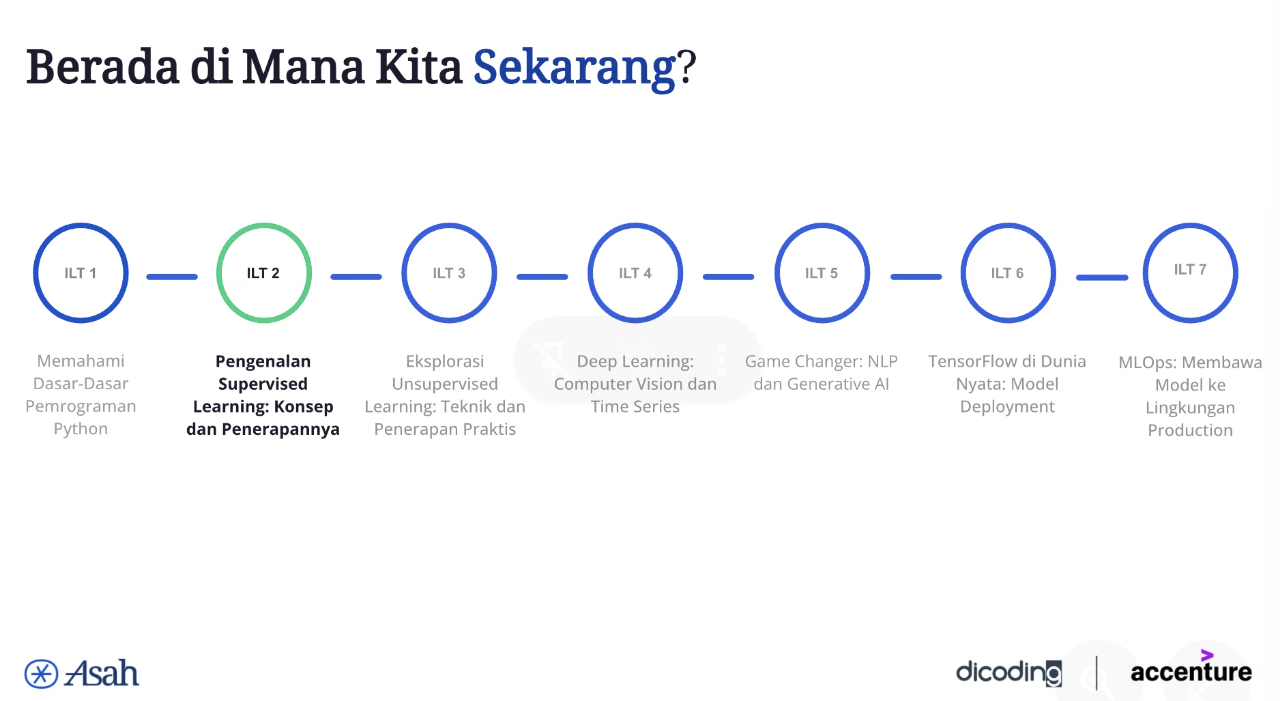 Berada di Mana Kita Sekarang?
ILT 1
ILT 2
ILT 3
ILT 4
ILT 5
ILT 6
ILT 7
Memahami
Dasar-Dasar
Pemrograman
Python
Pengenalan
Supervised
Learning: Konsep
dan Penerapannya
Eksplorasi
Unsupervised
Learning: Teknik dan
Penerapan Praktis
Deep Learning:
Computer Vision dan
Time Series
Game Changer: NLP
dan Generative AI
TensorFlow di Dunia
Nyata: Model
Deployment
MLOps: Membawa
Model ke
Lingkungan
Production
Asah
dicoding
accenture